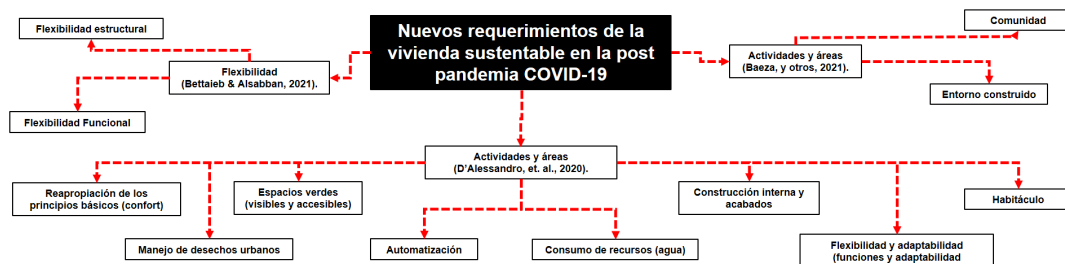 Nuevos requerimientos de la
vivienda sustentable en la post
pandemia COVID-19
Flexibilidad estructural
Flexibilidad
(Bettaieb & Alsabban, 2021).
Flexibilidad Funcional
Comunidad
Actividades y áreas
(Baeza, y otros, 2021).
Entorno construido
Actividades y áreas
(D'Alessandro, et. al., 2020).
Reapropiación de los
principios básicos (confort)
Manejo de desechos urbanos
Espacios verdes
(visibles y accesibles)
Automatización
Consumo de recursos (agua)
Construcción interna y
acabados
Flexibilidad y adaptabilidad
(funciones y adaptabilidad
Habitáculo